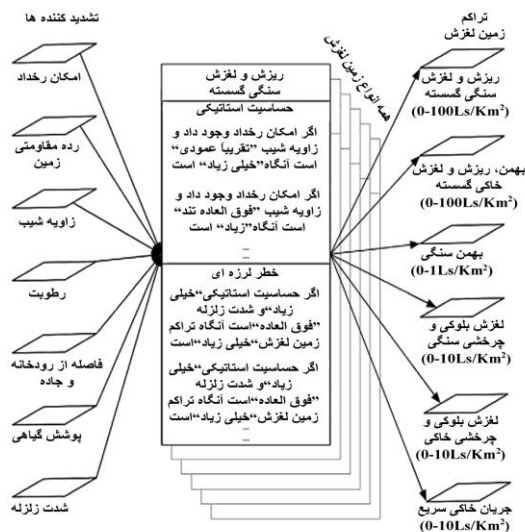 تشدید کننده ها
امکان رخداد
رده مقاومتی
زمین
زاویه شیب
رطوبت
فاصله از رودخانه
و جاده
پوشش گیاهی
شدت زلزله
همه انواع زمین لغزش
ریزش و لغزش
سنگی گسسته
حساسیت استاتیکی
اگر امکان رخداد وجود داد و
زاویه شیب "تقریباً عمودی"
است آنگاه"خیلی زیاد" است
اگر امکان رخداد وجود داد و
زاویه شیب "فوق العاده تند"
است آنگاه"زیاد" است
...
خطر لرزه ای
اگر حساسیت استاتیکی"خیلی
زیاد"و شدت زلزله
"فوق العاده"است آنگاه تراکم
زمین لغزش"خیلی زیاد"است
اگر حساسیت استاتیکی"خیلی
زیاد"و شدت زلزله
"فوق العاده"است آنگاه تراکم
زمین لغزش"خیلی زیاد"است
...
تراکم
زمین لغزش
ریزش و لغزش
سنگی گسسته
(0-100Ls/Km²)
بهمن، ریزش و لغزش
خاکی گسسته
(0-100Ls/Km²)
بهمن سنگی
(0-1Ls/Km²)
لغزش بلوکی و
چرخشی سنگی
(0-10Ls/Km²)
لغزش بلوکی و
چرخشی خاکی
(0-10Ls/Km²)
جریان خاکی سریع
(0-10Ls/Km²)